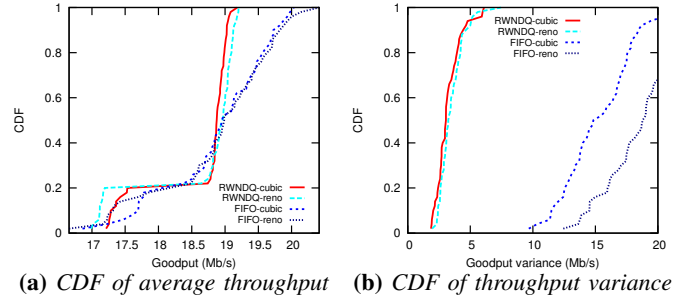 1
0.8
0.6
0.4
0.2
0
CDF
17 17.5 18 18.5 19 19.5 20
Goodput (Mb/s)
RWNDQ-cubic
RWNDQ-reno
FIFO-cubic
FIFO-reno
(a) CDF of average throughput
1
0.8
0.6
0.4
0.2
0
CDF
0 5 10 15 20
Goodput variance (Mb/s)
RWNDQ-cubic
RWNDQ-reno
FIFO-cubic
FIFO-reno
(b) CDF of throughput variance